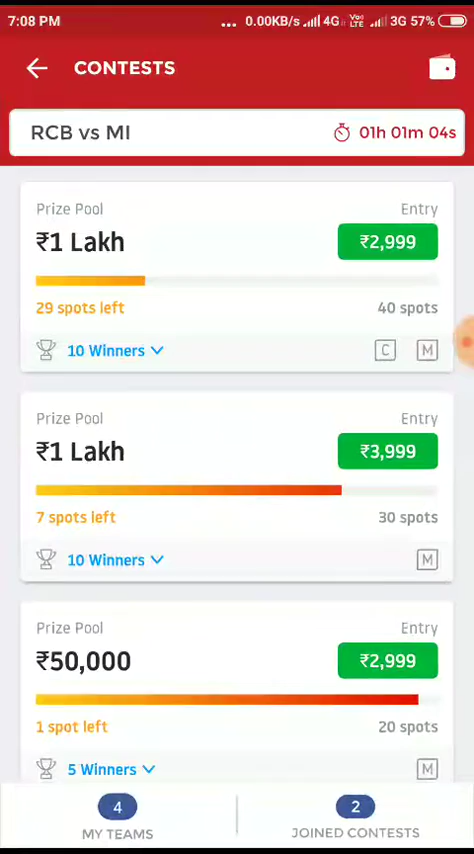 7:08 PM ... 0.00KB/s 4G VoLTE 3G 57%
CONTESTS
RCB vs MI 01h 01m 04s
Prize Pool Entry
₹1 Lakh ₹2,999
29 spots left 40 spots
10 Winners C M
Prize Pool Entry
₹1 Lakh ₹3,999
7 spots left 30 spots
10 Winners M
Prize Pool Entry
₹50,000 ₹2,999
1 spot left 20 spots
5 Winners M
4 2
MY TEAMS JOINED CONTESTS